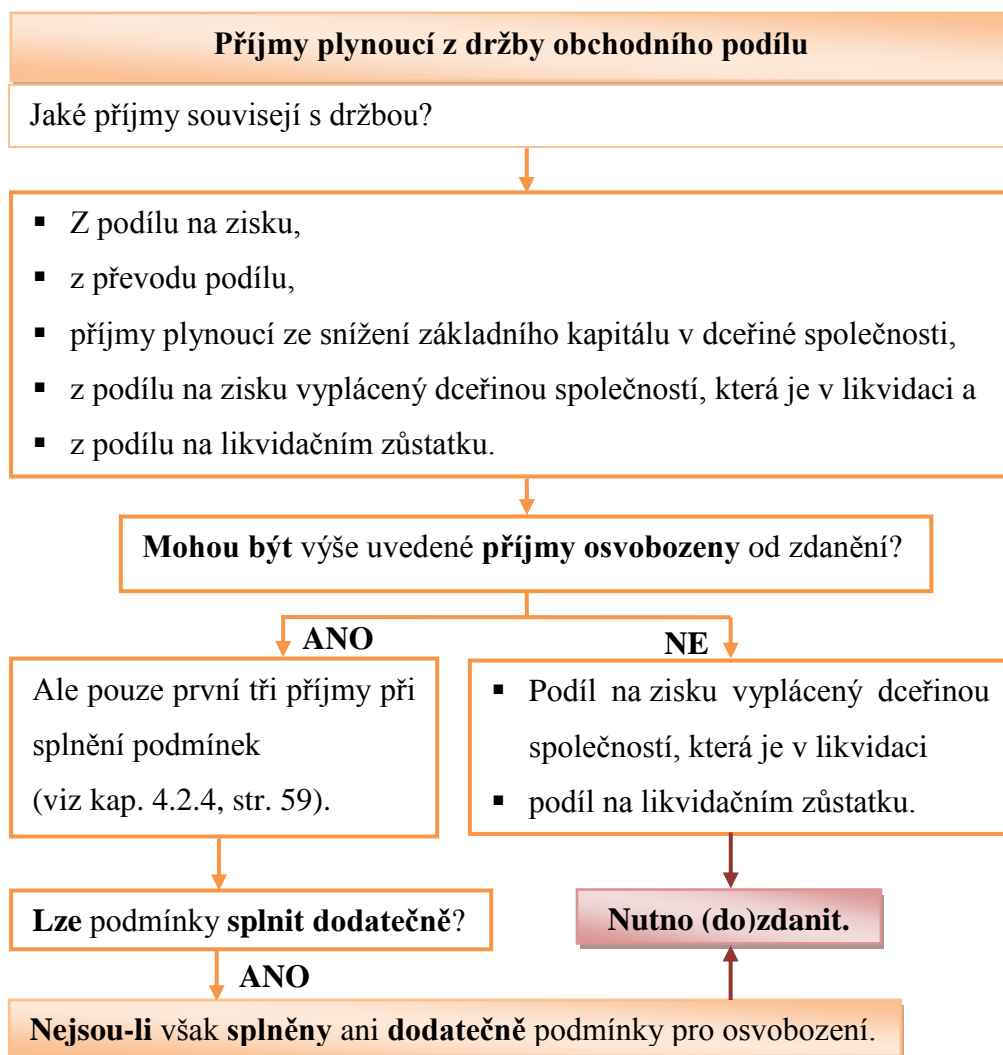 Příjmy plynoucí z držby obchodního podílu
Jaké příjmy souvisejí s držbou?
▪ Z podílu na zisku,
▪ z převodu podílu,
▪ příjmy plynoucí ze snížení základního kapitálu v dceřiné společnosti,
▪ z podílu na zisku vyplácený dceřinou společností, která je v likvidaci a
▪ z podílu na likvidačním zůstatku.
Mohou být výše uvedené příjmy osvobozeny od zdanění?
ANO
NE
Ale pouze první tři příjmy při
splnění podmínek
(viz kap. 4.2.4, str. 59).
▪ Podíl na zisku vyplácený dceřinou
společností, která je v likvidaci
▪ podíl na likvidačním zůstatku.
Lze podmínky splnit dodatečně?
Nutno (do)zdanit.
ANO
Nejsou-li však splněny ani dodatečně podmínky pro osvobození.